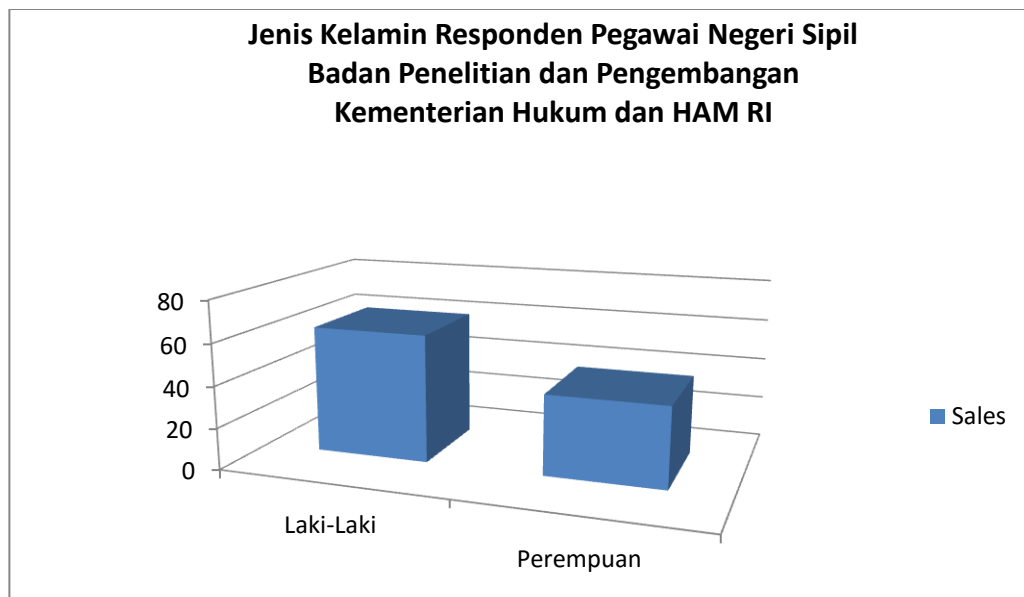 Jenis Kelamin Responden Pegawai Negeri Sipil
Badan Penelitian dan Pengembangan
Kementerian Hukum dan HAM RI
80
60
40
20
0
Laki-Laki
Perempuan
Sales